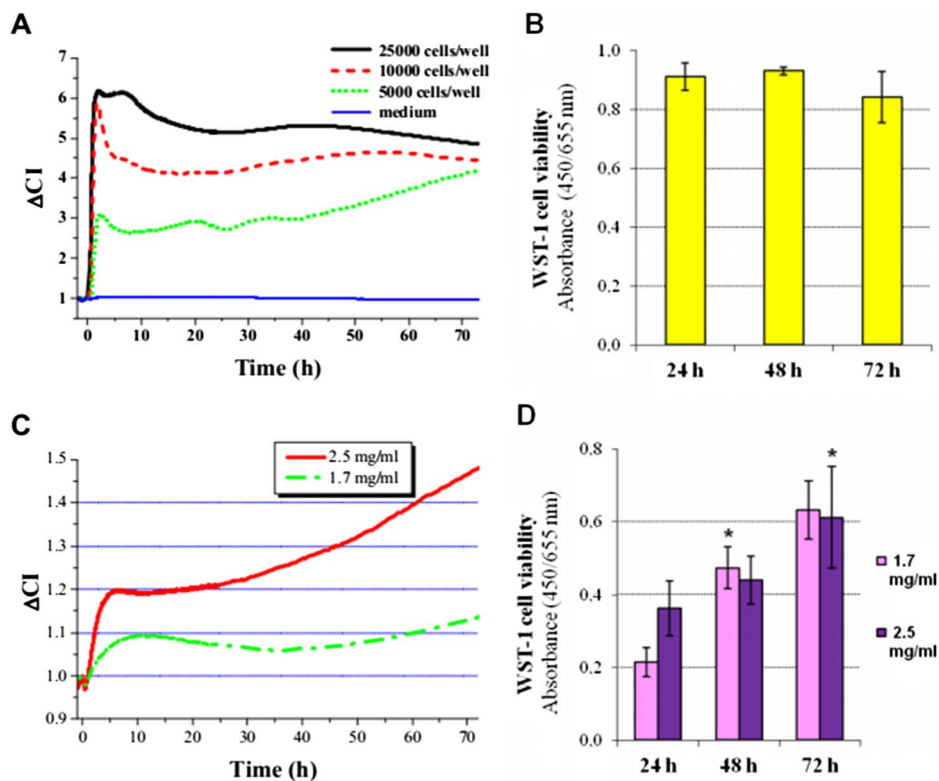 A
25000 cells/well
10000 cells/well
5000 cells/well
medium
ΔCI
7
6
5
4
3
2
1
0 10 20 30 40 50 60 70
Time (h)
B
WST-1 cell viability
Absorbance (450/655 nm)
1.0
0.8
0.6
0.4
0.2
0.0
24 h 48 h 72 h
C
2.5 mg/ml
1.7 mg/ml
ΔCI
1.5
1.4
1.3
1.2
1.1
1.0
0.9
0 10 20 30 40 50 60 70
Time (h)
D
WST-1 cell viability
Absorbance (450/655 nm)
0.8
0.6
0.4
0.2
0.0
* *
24 h 48 h 72 h
1.7
mg/ml
2.5
mg/ml